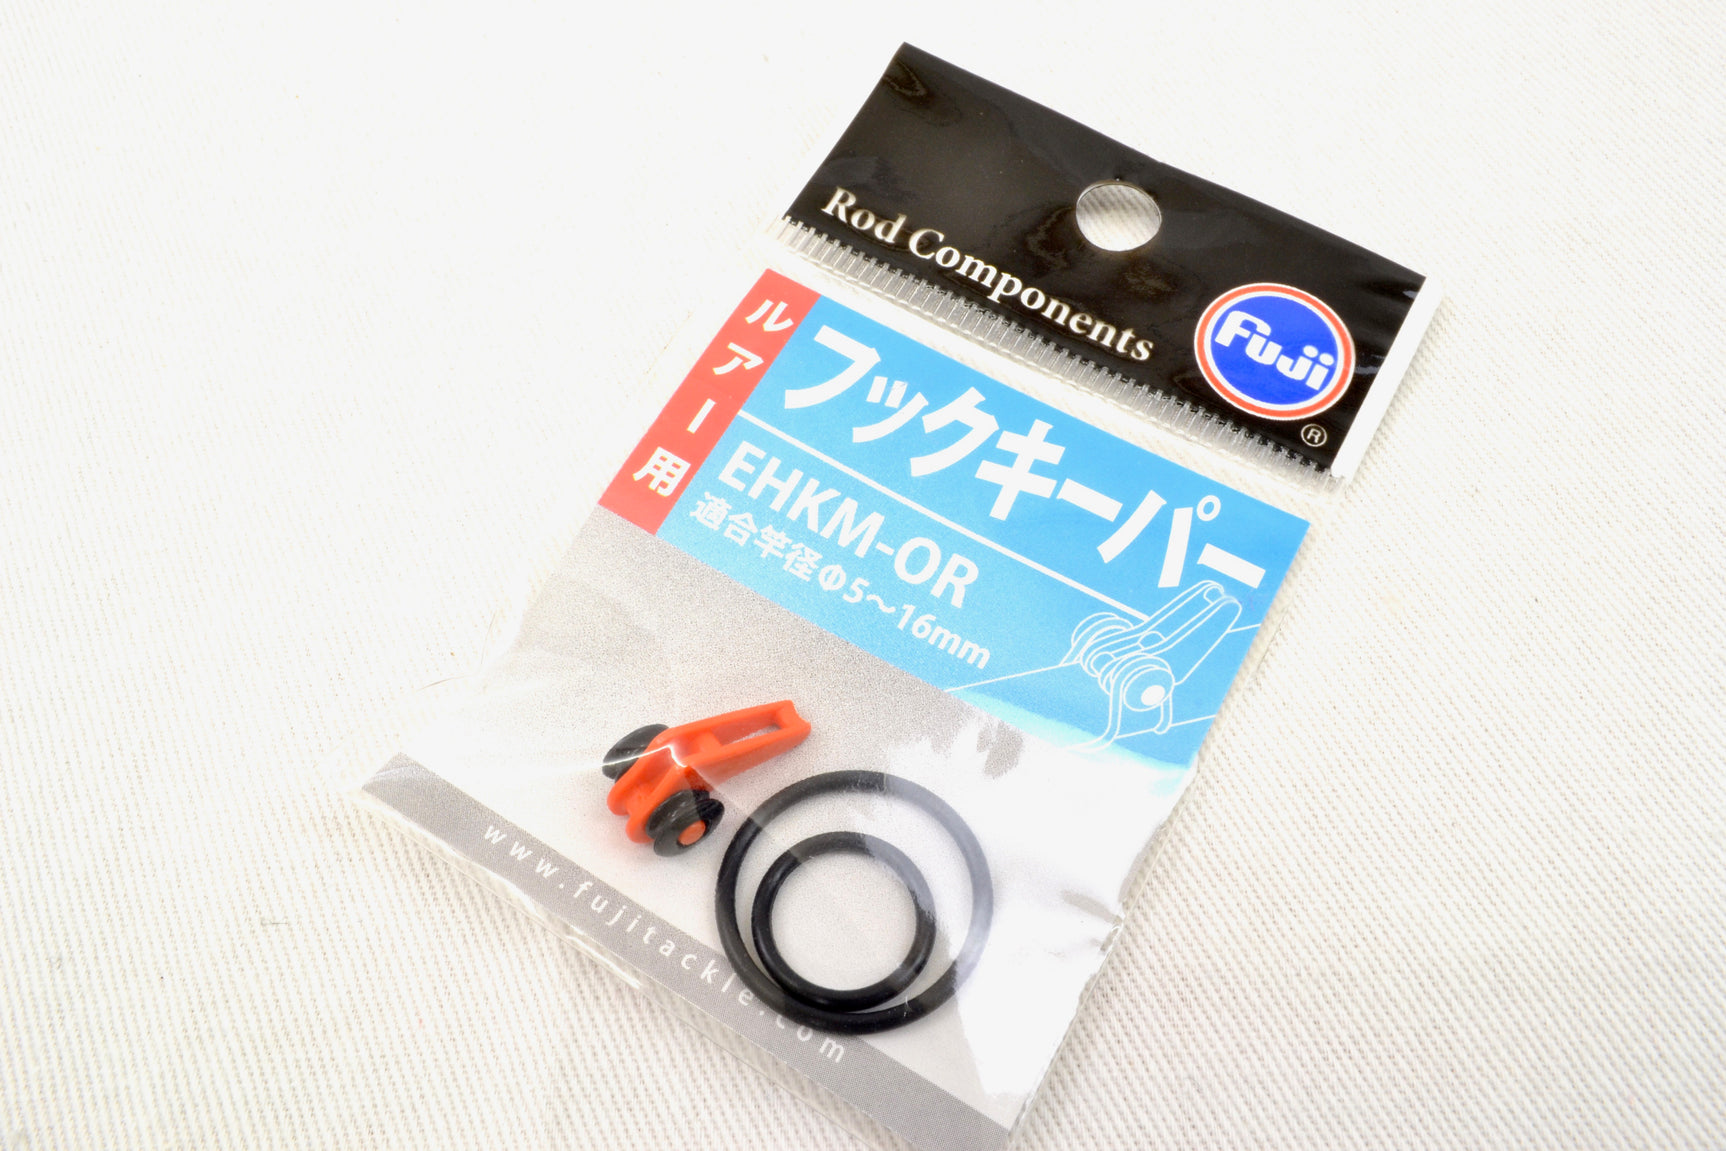 Rod Components
Fuji
®
ルアー用
フックキーパー
EHKM-OR
適合竿径Φ5～16mm
www.fujitackle.com